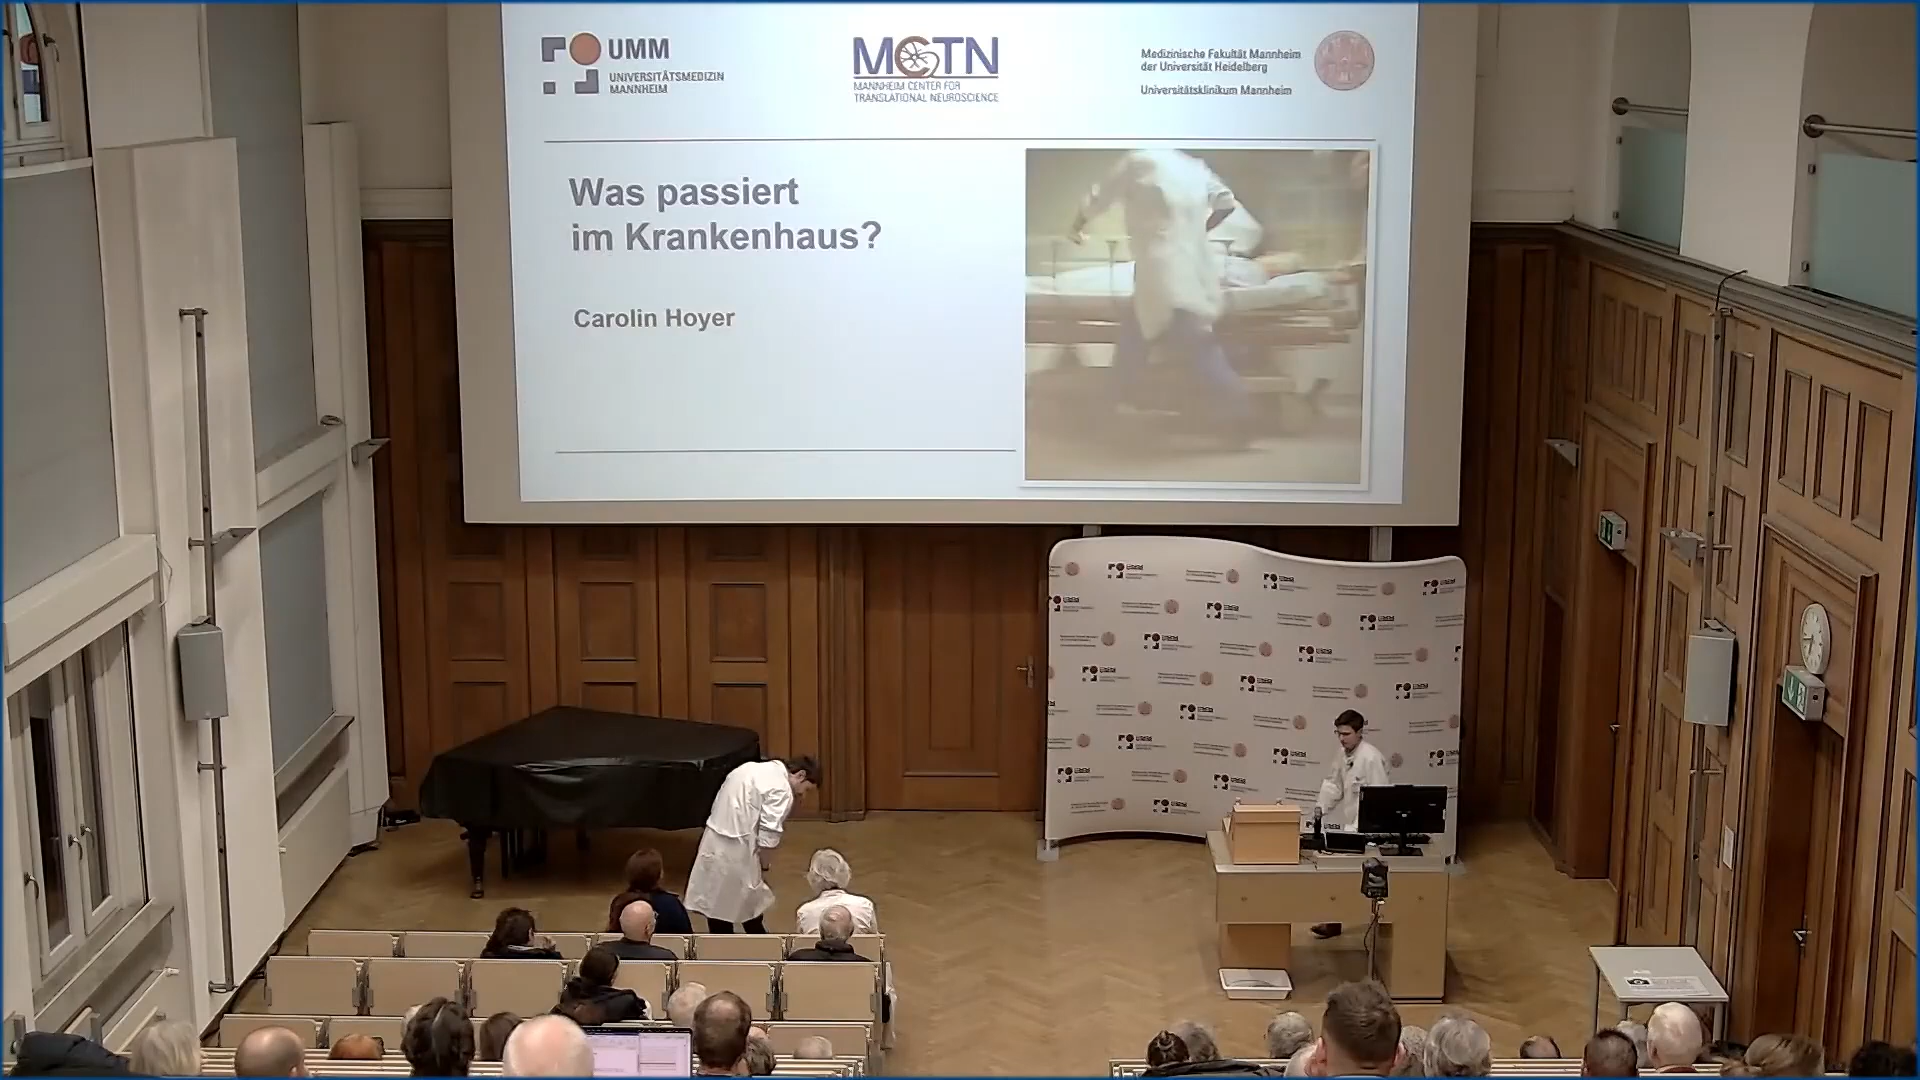 UMM
UNIVERSITÄTSMEDIZIN
MANNHEIM
MCTN
MANNHEIM CENTER FOR
TRANSLATIONAL NEUROSCIENCE
Medizinische Fakultät Mannheim
der Universität Heidelberg
Universitätsklinikum Mannheim
Was passiert
im Krankenhaus?
Carolin Hoyer